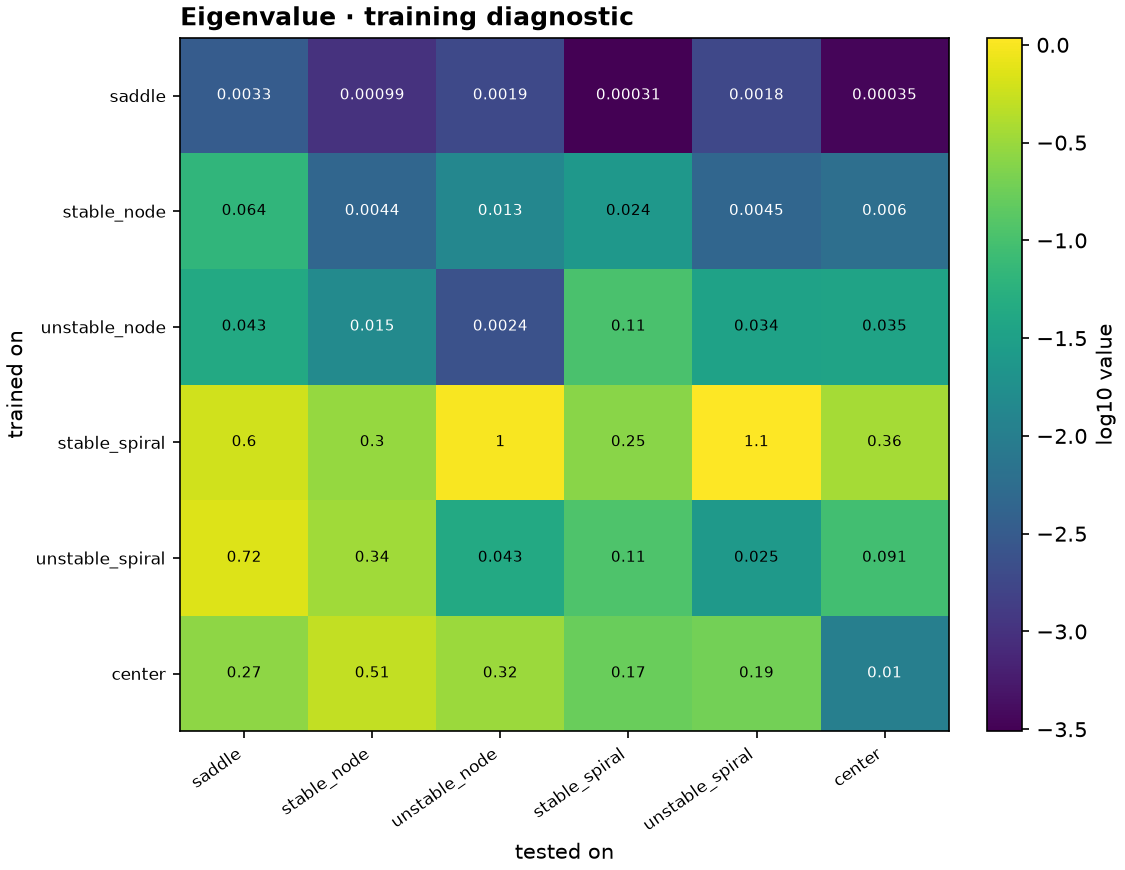 Eigenvalue · training diagnostic
trained on
saddle 0.0033 0.00099 0.0019 0.00031 0.0018 0.00035
stable_node 0.064 0.0044 0.013 0.024 0.0045 0.006
unstable_node 0.043 0.015 0.0024 0.11 0.034 0.035
stable_spiral 0.6 0.3 1 0.25 1.1 0.36
unstable_spiral 0.72 0.34 0.043 0.11 0.025 0.091
center 0.27 0.51 0.32 0.17 0.19 0.01
saddle stable_node unstable_node stable_spiral unstable_spiral center
tested on
0.0
−0.5
−1.0
−1.5
−2.0
−2.5
−3.0
−3.5
log10 value